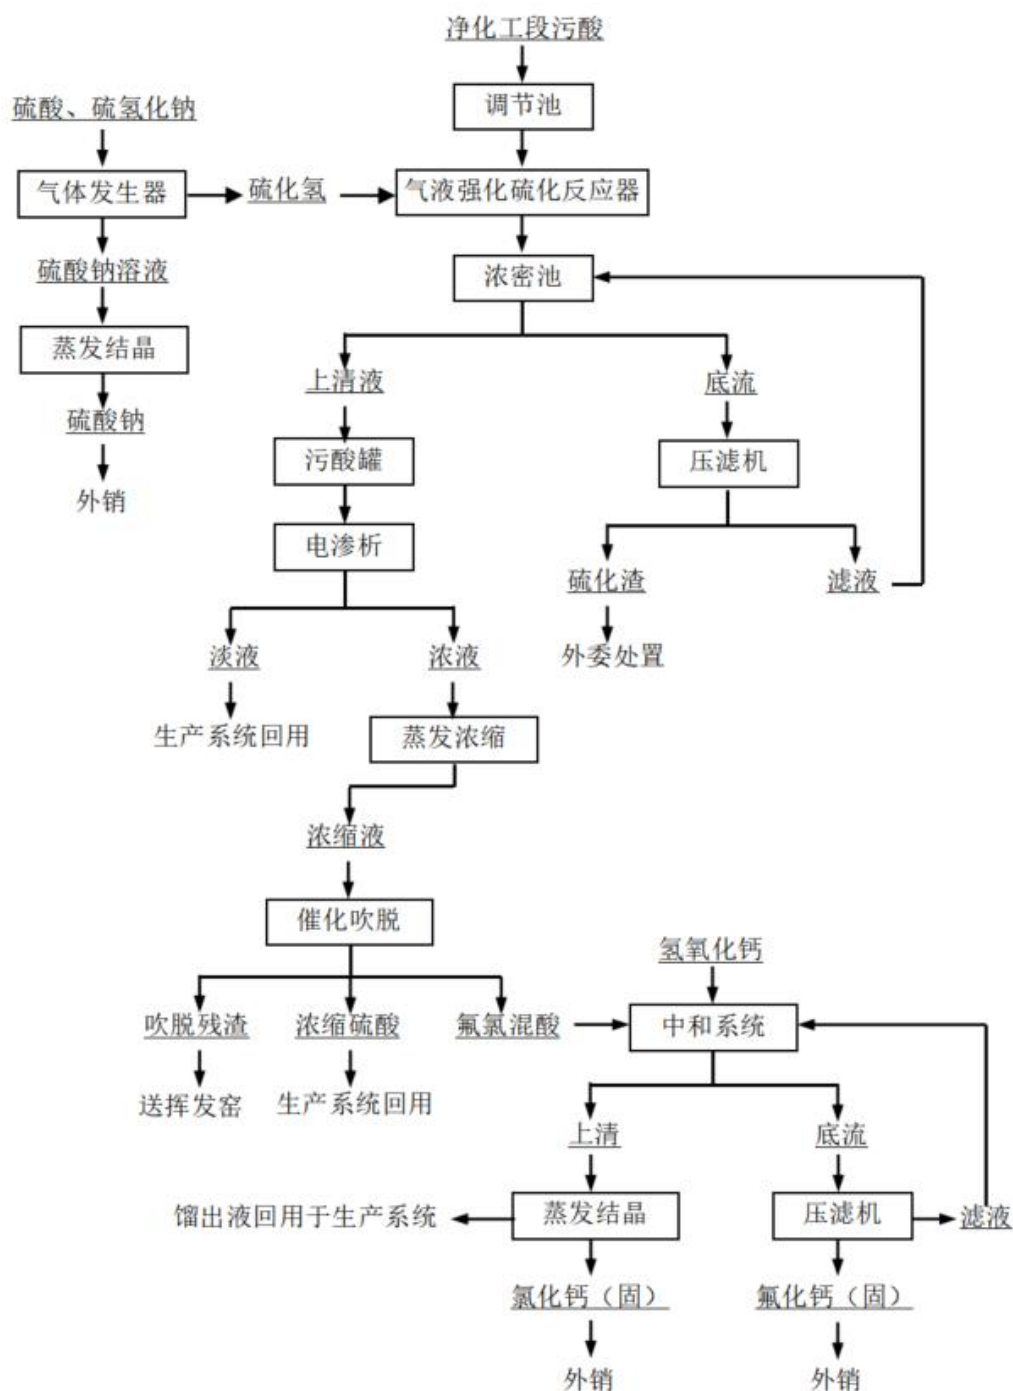 净化工段污酸
调节池
硫酸、硫氢化钠
气体发生器
硫化氢
气液强化硫化反应器
硫酸钠溶液
浓密池
蒸发结晶
上清液
底流
硫酸钠
污酸罐
压滤机
外销
电渗析
硫化渣
滤液
淡液
浓液
外委处置
生产系统回用
蒸发浓缩
浓缩液
催化吹脱
氢氧化钙
吹脱残渣
浓缩硫酸
氟氯混酸
中和系统
送挥发窑
生产系统回用
上清
底流
馏出液回用于生产系统
蒸发结晶
压滤机
滤液
氯化钙（固）
氟化钙（固）
外销
外销